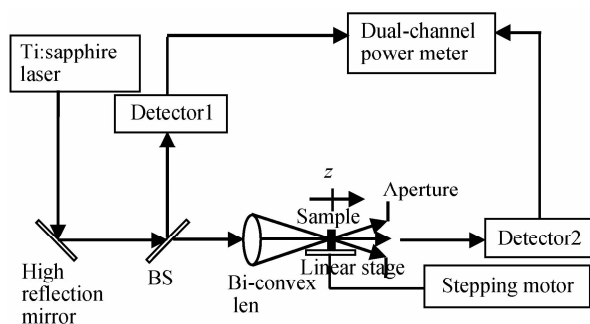 Ti:sapphire
laser
Dual-channel
power meter
Detector1
z
Aperture
Sample
Detector2
High
reflection
mirror
BS
Bi-convex
len
Linear stage
Stepping motor